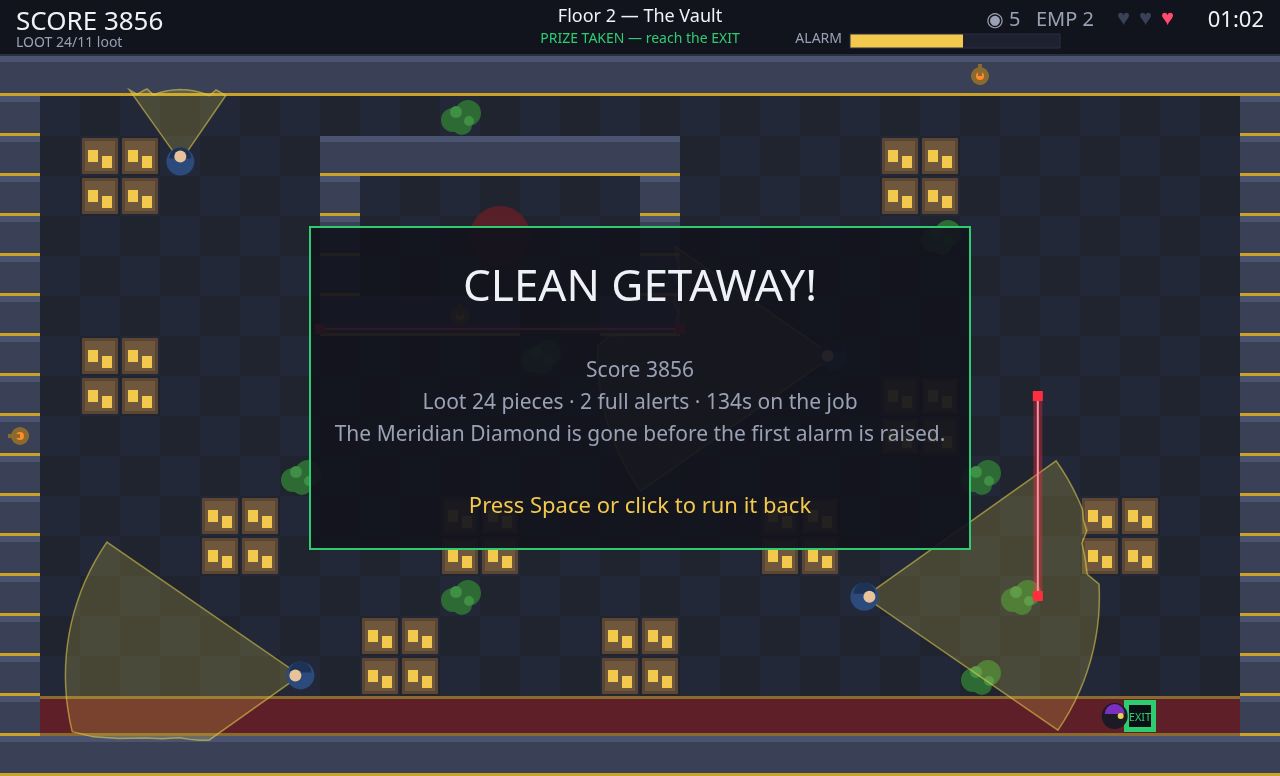 SCORE 3856
LOOT 24/11 loot
Floor 2 — The Vault
PRIZE TAKEN — reach the EXIT
ALARM
◉ 5 EMP 2 ♥ ♥ ♥ 01:02
CLEAN GETAWAY!
Score 3856
Loot 24 pieces · 2 full alerts · 134s on the job
The Meridian Diamond is gone before the first alarm is raised.
Press Space or click to run it back
EXIT